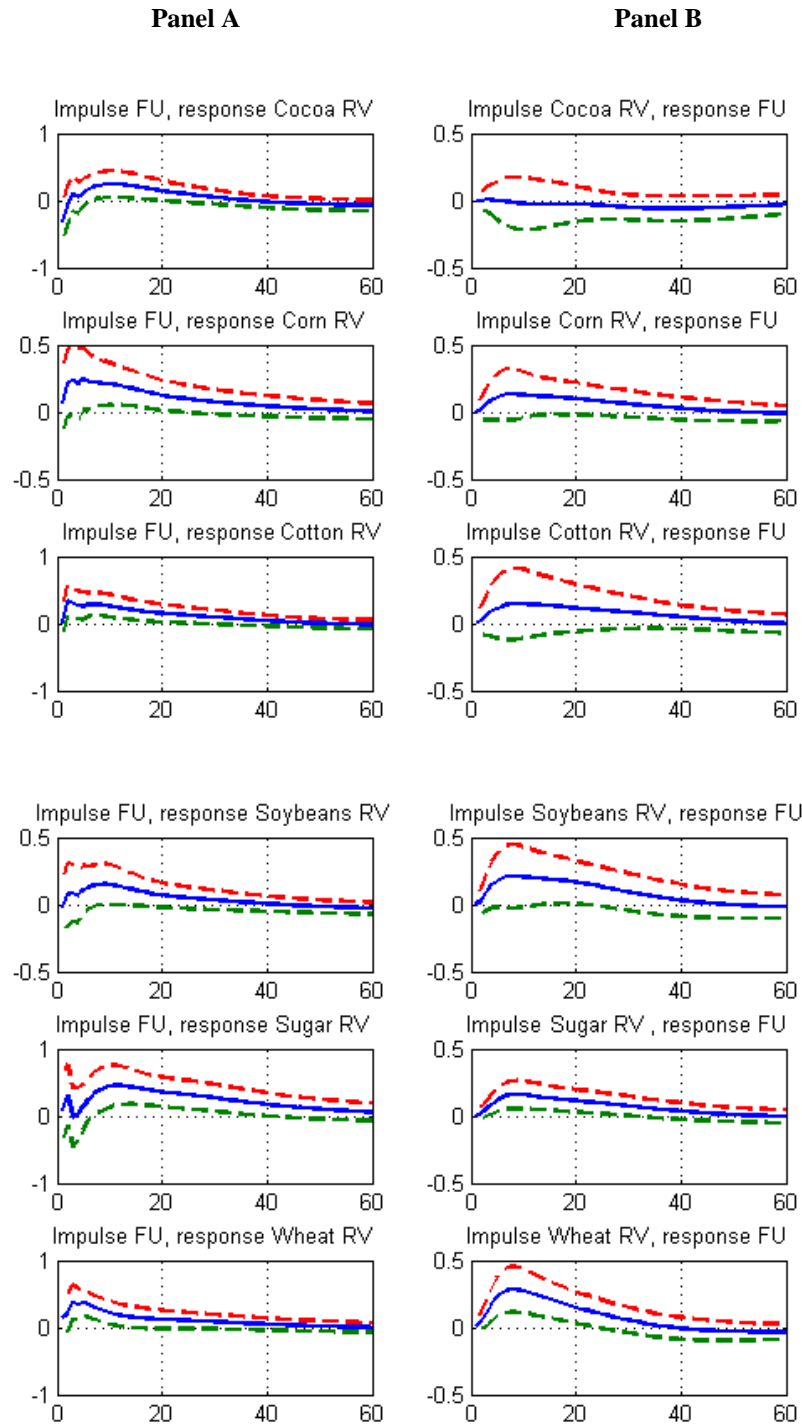 Panel A Panel B
Impulse FU, response Cocoa RV Impulse Cocoa RV, response FU
1 0.5
0 0
-1 -0.5
0 20 40 60 0 20 40 60
Impulse FU, response Corn RV Impulse Corn RV, response FU
0.5 0.5
0 0
-0.5 -0.5
0 20 40 60 0 20 40 60
Impulse FU, response Cotton RV Impulse Cotton RV, response FU
1 0.5
0 0
-1 -0.5
0 20 40 60 0 20 40 60
Impulse FU, response Soybeans RV Impulse Soybeans RV, response FU
0.5 0.5
0 0
-0.5 -0.5
0 20 40 60 0 20 40 60
Impulse FU, response Sugar RV Impulse Sugar RV , response FU
1 0.5
0 0
-1 -0.5
0 20 40 60 0 20 40 60
Impulse FU, response Wheat RV Impulse Wheat RV, response FU
1 0.5
0 0
-1 -0.5
0 20 40 60 0 20 40 60